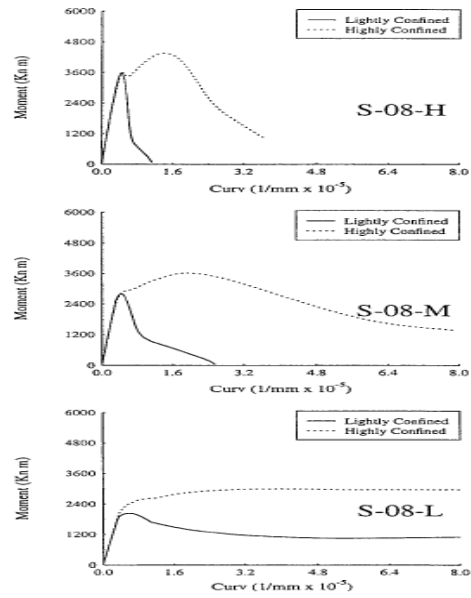 6000
4800
3600
2400
1200
0
Moment (Kn m)
Lightly Confined
Highly Confined
S-08-H
0.0 1.6 3.2 4.8 6.4 8.0
Curv (1/mm x 10⁻⁵)
6000
4800
3600
2400
1200
0
Moment (Kn m)
Lightly Confined
Highly Confined
S-08-M
0.0 1.6 3.2 4.8 6.4 8.0
Curv (1/mm x 10⁻⁵)
6000
4800
3600
2400
1200
0
Moment (Kn m)
Lightly Confined
Highly Confined
S-08-L
0.0 1.6 3.2 4.8 6.4 8.0
Curv (1/mm x 10⁻⁵)